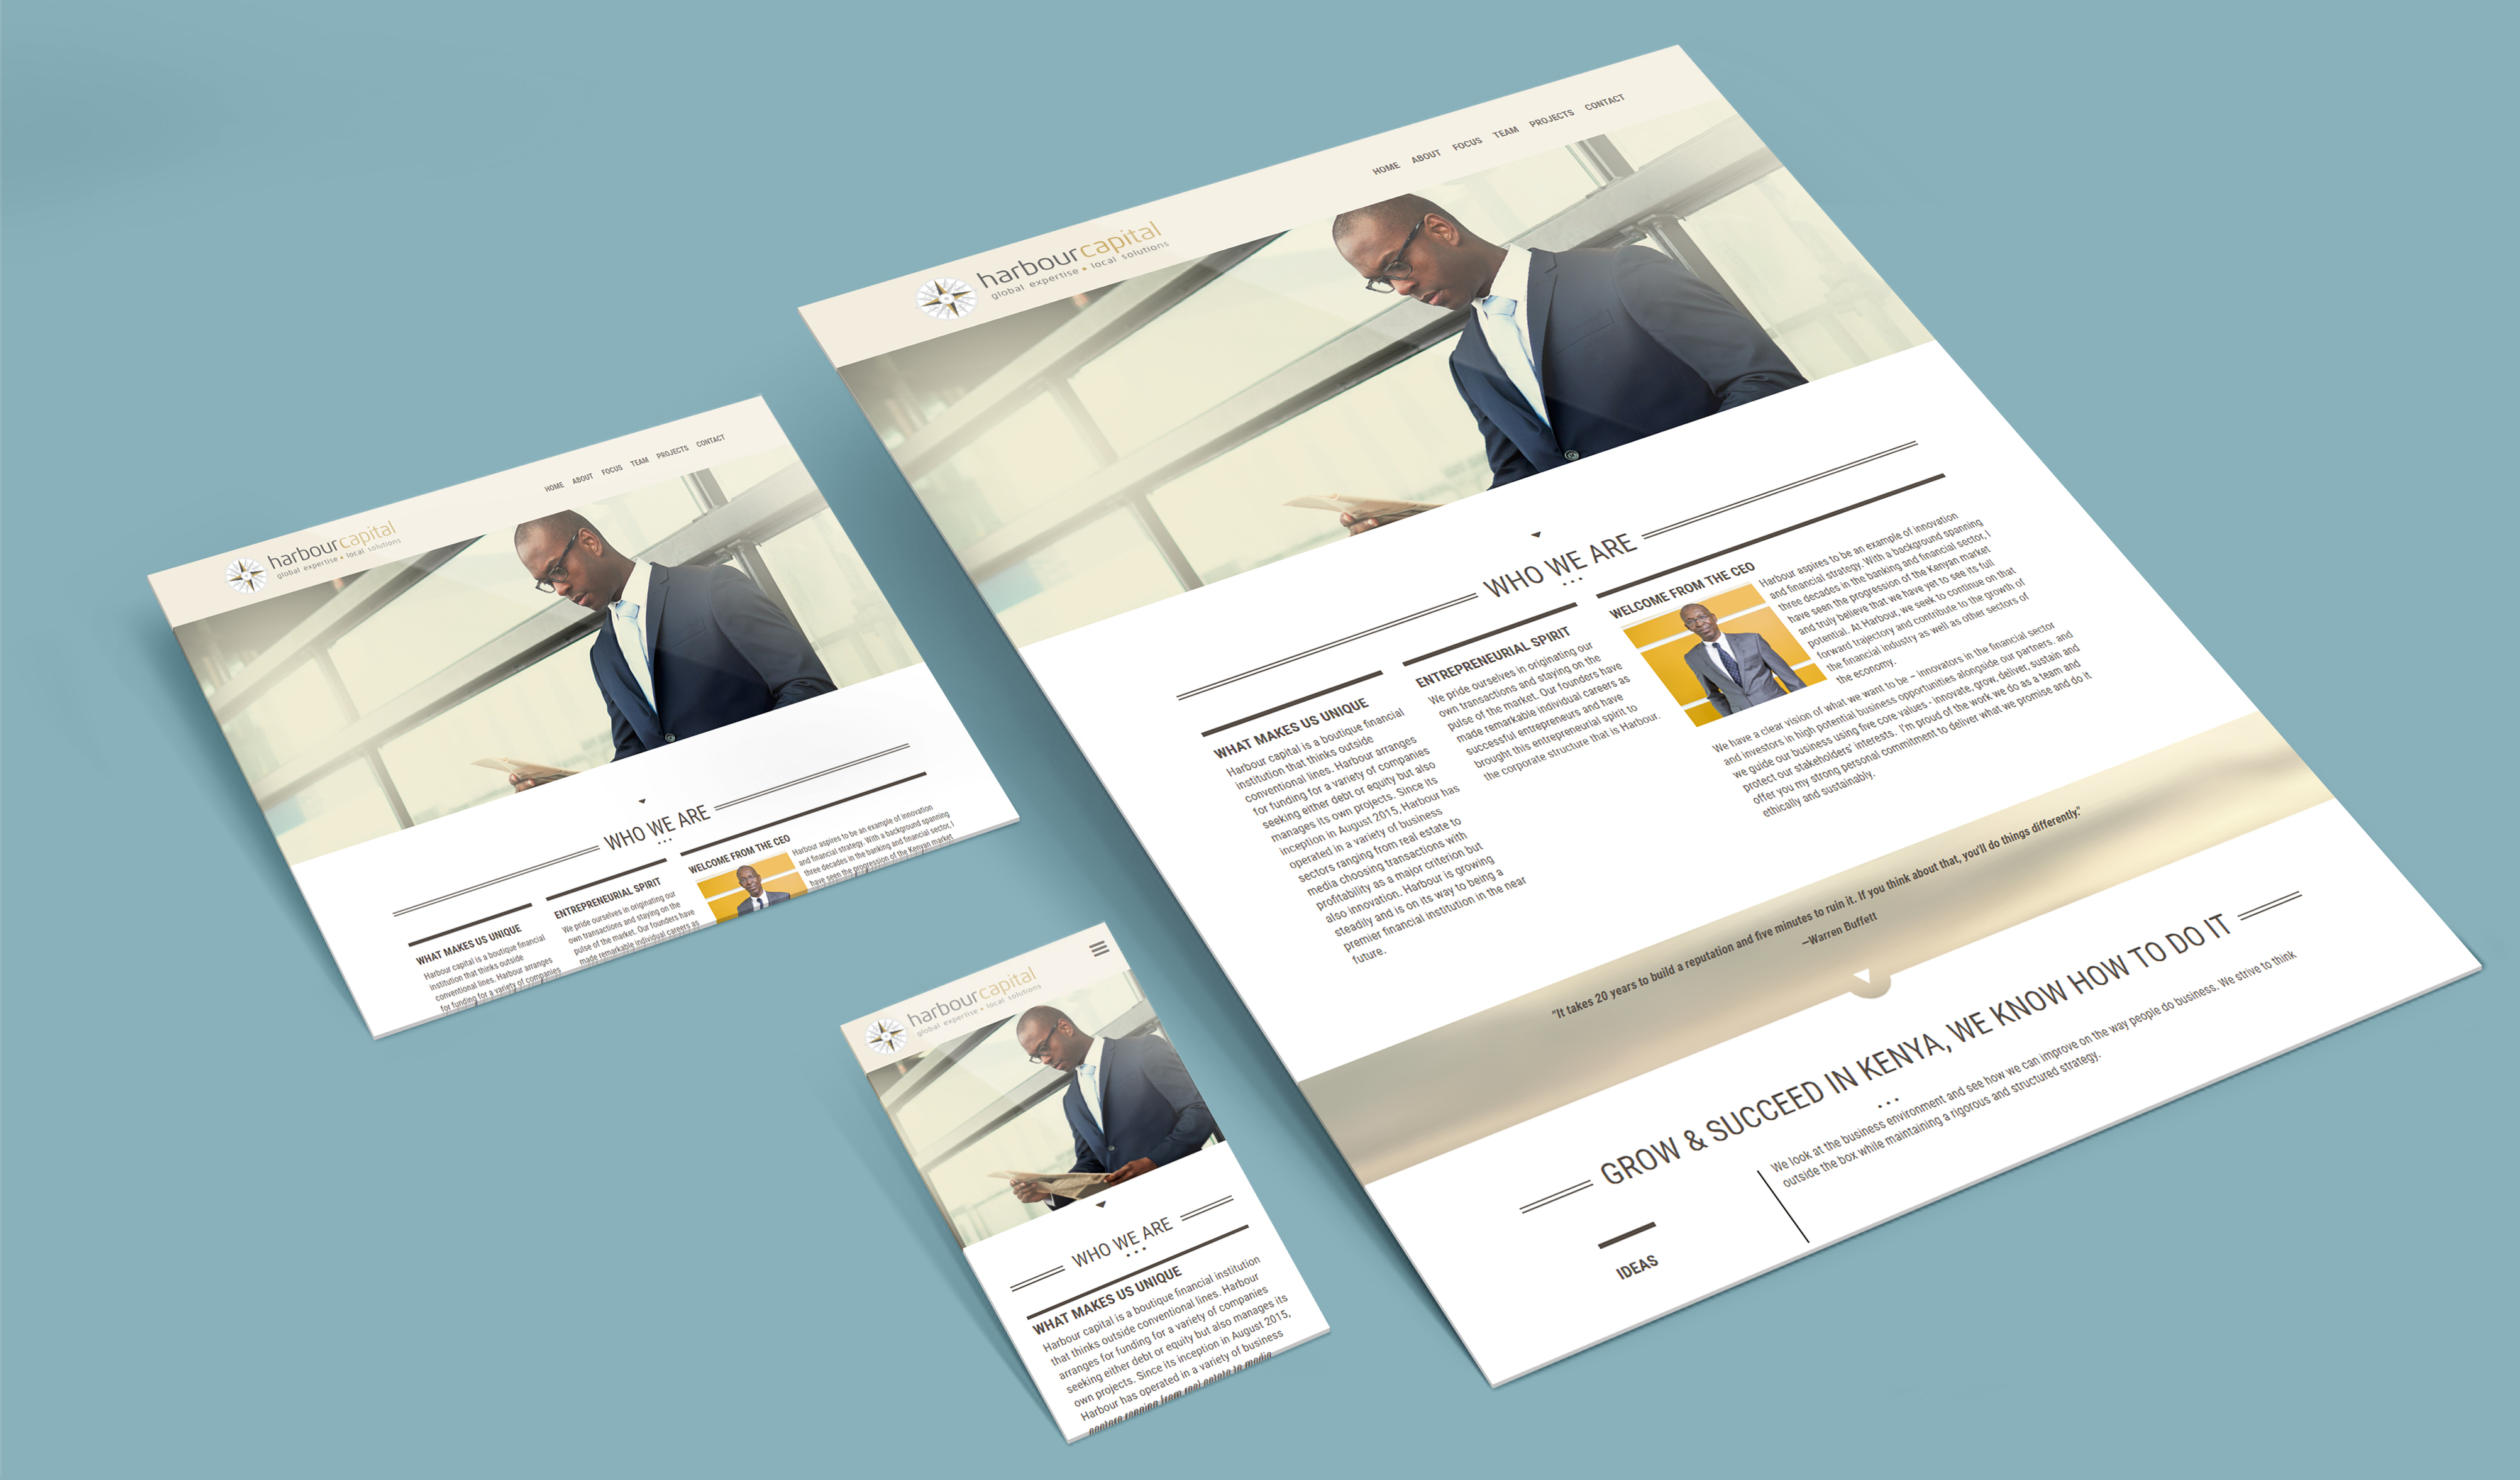 HOME ABOUT FOCUS TEAM PROJECTS CONTACT
harbourcapital
global expertise • local solutions
WHO WE ARE
WHAT MAKES US UNIQUE
Harbour capital is a boutique financial
institution that thinks outside
conventional lines. Harbour arranges
for funding for a variety of companies
seeking either debt or equity but also
manages its own projects. Since its
inception in August 2015, Harbour has
operated in a variety of business
sectors ranging from real estate to
media choosing transactions with
profitability as a major criterion but
also innovation. Harbour is growing
steadily and is on its way to being a
premier financial institution in the near
future.
ENTREPRENEURIAL SPIRIT
We pride ourselves in originating our
own transactions and staying on the
pulse of the market. Our founders have
made remarkable individual careers as
successful entrepreneurs and have
brought this entrepreneurial spirit to
the corporate structure that is Harbour.
WELCOME FROM THE CEO
Harbour aspires to be an example of innovation
and financial strategy. With a background spanning
three decades in the banking and financial sector, I
have seen the progression of the Kenyan market
and truly believe that we have yet to see its full
potential. At Harbour, we seek to continue on that
forward trajectory and contribute to the growth of
the financial industry as well as other sectors of
the economy.
We have a clear vision of what we want to be – innovators in the financial sector
and investors in high potential business opportunities alongside our partners. and
we guide our business using five core values - innovate, grow, deliver, sustain and
protect our stakeholders' interests. I'm proud of the work we do as a team and
offer you my strong personal commitment to deliver what we promise and do it
ethically and sustainably.
"It takes 20 years to build a reputation and five minutes to ruin it. If you think about that, you'll do things differently."
—Warren Buffett
GROW & SUCCEED IN KENYA, WE KNOW HOW TO DO IT
We look at the business environment and see how we can improve on the way people do business. We strive to think
outside the box while maintaining a rigorous and structured strategy.
IDEAS
HOME ABOUT FOCUS TEAM PROJECTS CONTACT
harbourcapital
global expertise • local solutions
WHO WE ARE
WHAT MAKES US UNIQUE
Harbour capital is a boutique financial
institution that thinks outside
conventional lines. Harbour arranges
for funding for a variety of companies
ENTREPRENEURIAL SPIRIT
We pride ourselves in originating our
own transactions and staying on the
pulse of the market. Our founders have
made remarkable individual careers as
WELCOME FROM THE CEO
Harbour aspires to be an example of innovation
and financial strategy. With a background spanning
three decades in the banking and financial sector, I
have seen the progression of the Kenyan market
harbourcapital
global expertise • local solutions
WHO WE ARE
WHAT MAKES US UNIQUE
Harbour capital is a boutique financial institution
that thinks outside conventional lines. Harbour
arranges for funding for a variety of companies
seeking either debt or equity but also manages its
own projects. Since its inception in August 2015,
Harbour has operated in a variety of business
sectors ranging from real estate to media